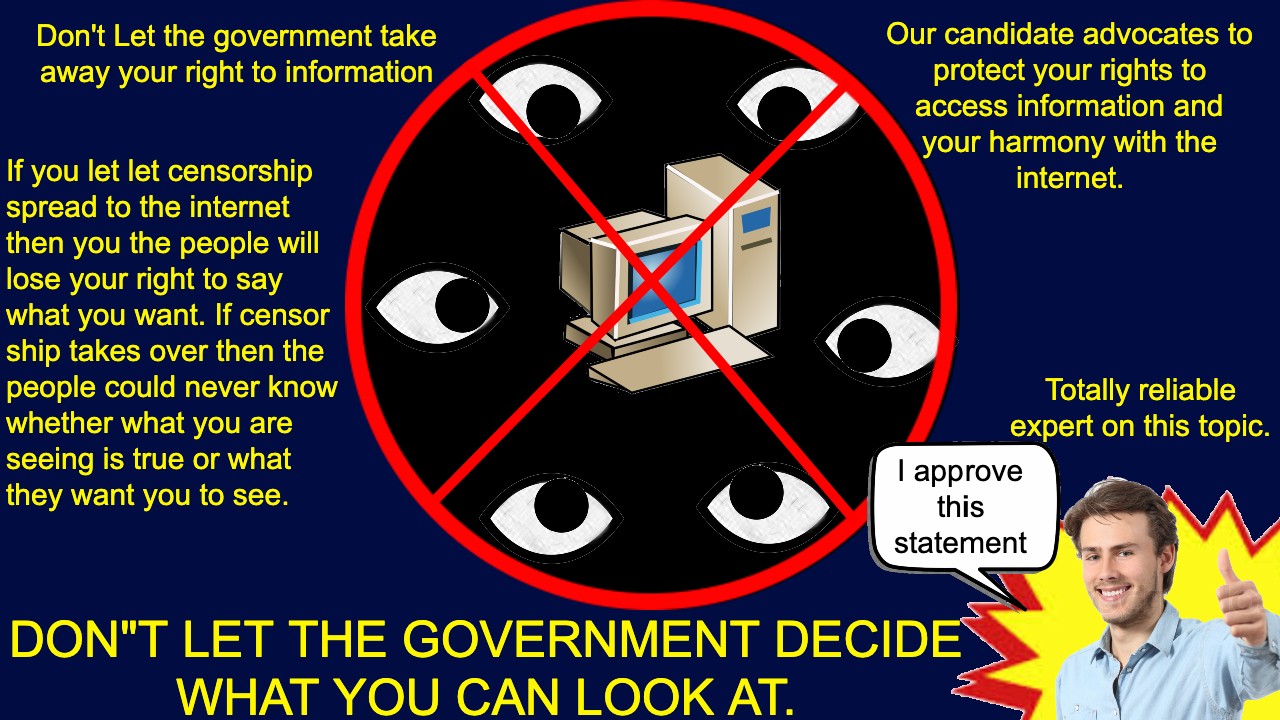 Don't Let the government take
away your right to information
If you let let censorship
spread to the internet
then you the people will
lose your right to say
what you want. If censor
ship takes over then the
people could never know
whether what you are
seeing is true or what
they want you to see.
Our candidate advocates to
protect your rights to
access information and
your harmony with the
internet.
Totally reliable
expert on this topic.
I approve
this
statement
DON"T LET THE GOVERNMENT DECIDE
WHAT YOU CAN LOOK AT.